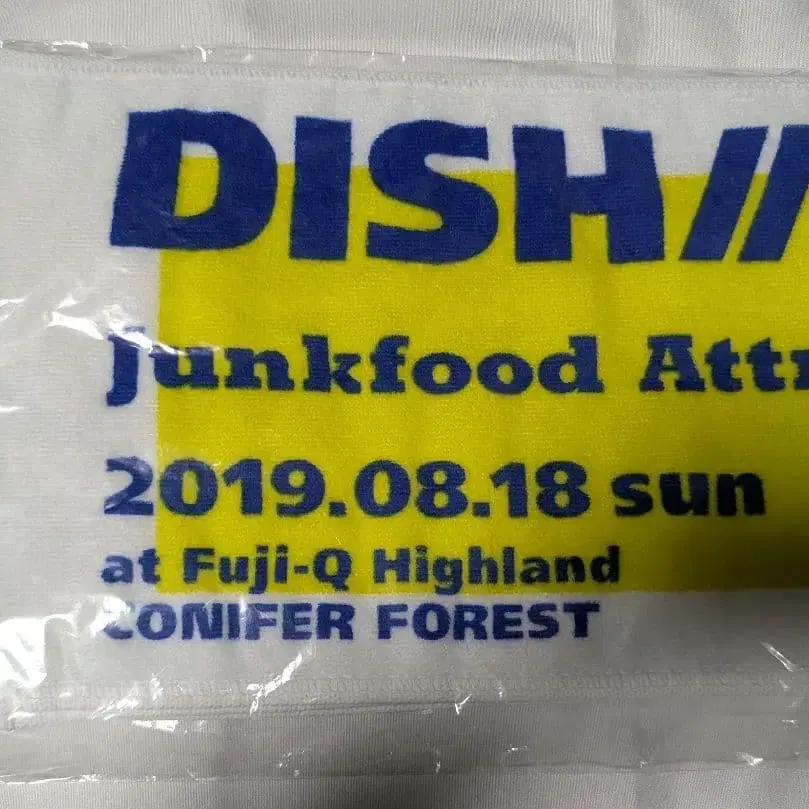 DISH//
Junkfood Attr
2019.08.18 sun
at Fuji-Q Highland
CONIFER FOREST